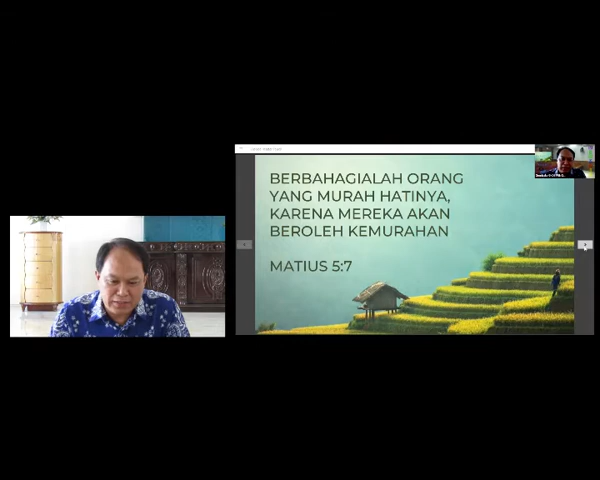 BERBAHAGIALAH ORANG
YANG MURAH HATINYA,
KARENA MEREKA AKAN
BEROLEH KEMURAHAN
MATIUS 5:7